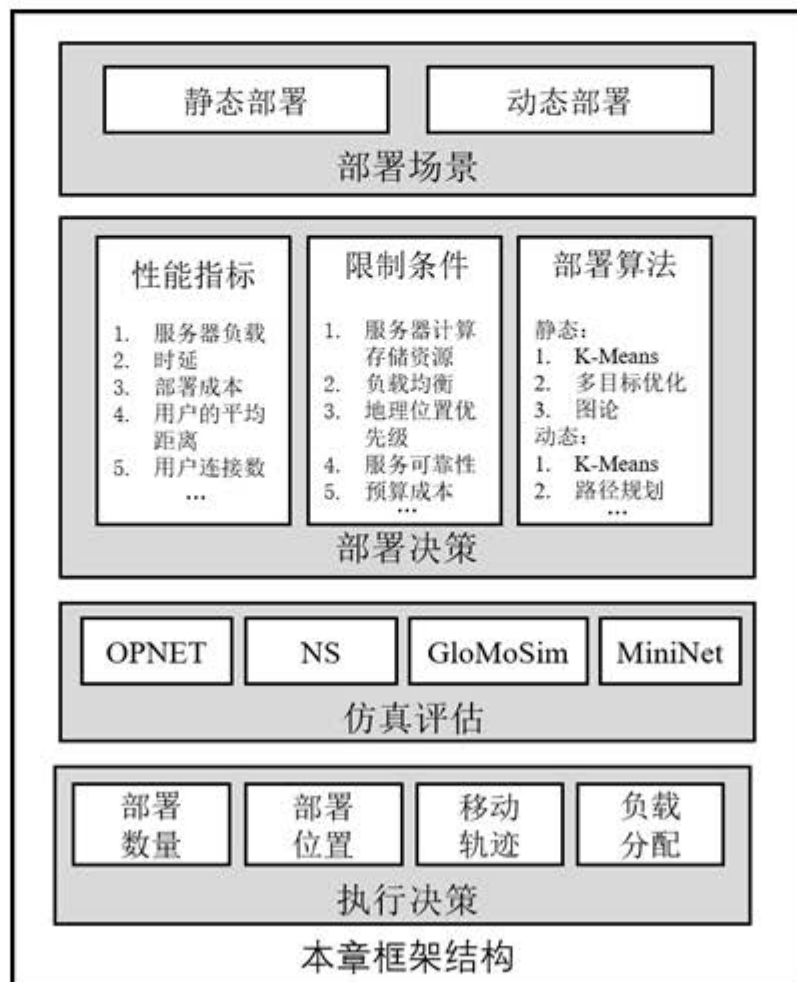 静态部署
动态部署
部署场景
性能指标
1. 服务器负载
2. 时延
3. 部署成本
4. 用户的平均
距离
5. 用户连接数
…
限制条件
1. 服务器计算
存储资源
2. 负载均衡
3. 地理位置优
先级
4. 服务可靠性
5. 预算成本
…
部署算法
静态：
1. K-Means
2. 多目标优化
3. 图论
动态：
1. K-Means
2. 路径规划
…
部署决策
OPNET
NS
GloMoSim
MiniNet
仿真评估
部署
数量
部署
位置
移动
轨迹
负载
分配
执行决策
本章框架结构